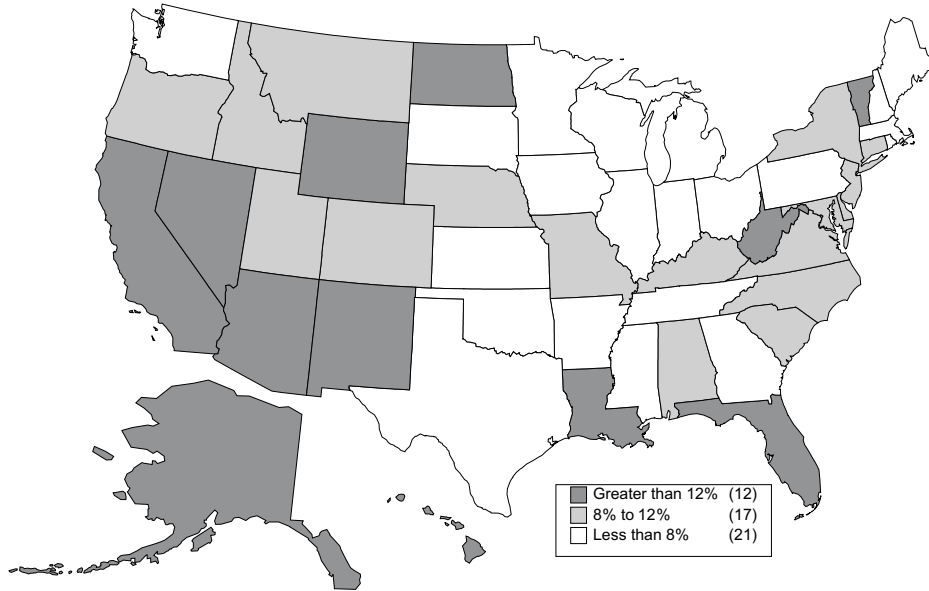 Greater than 12% (12)
8% to 12% (17)
Less than 8% (21)